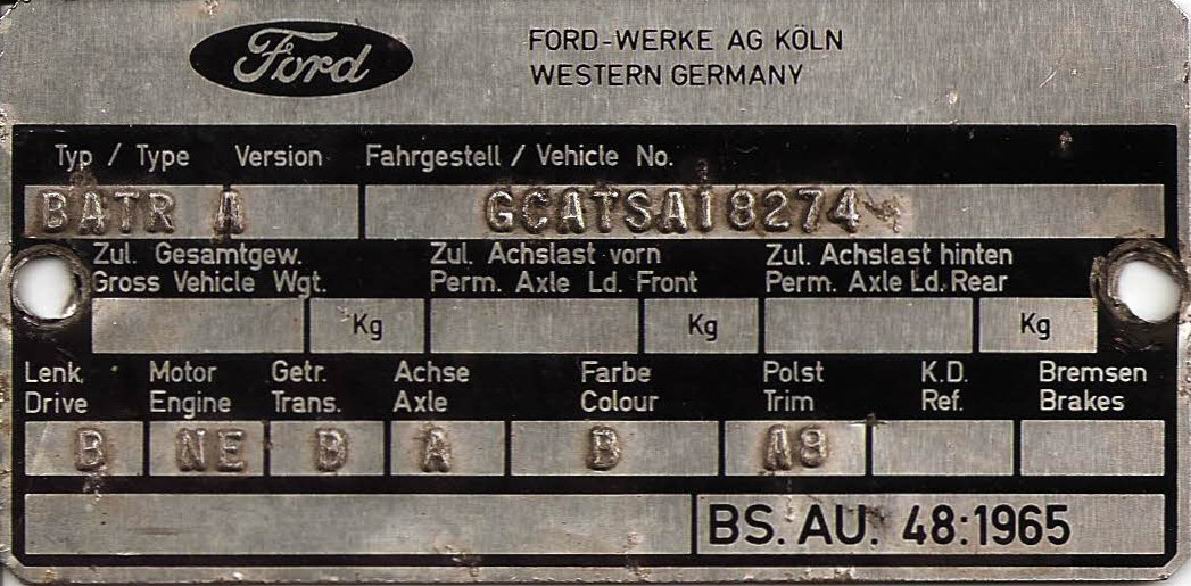 Ford
FORD-WERKE AG KÖLN
WESTERN GERMANY
Typ / Type Version Fahrgestell / Vehicle No.
BATR A GCATSA18274
Zul. Gesamtgew. Zul. Achslast vorn Zul. Achslast hinten
Gross Vehicle Wgt. Perm. Axle Ld. Front Perm. Axle Ld. Rear
Kg Kg Kg
Lenk. Motor Getr. Achse Farbe Polst K.D. Bremsen
Drive Engine Trans. Axle Colour Trim Ref. Brakes
B NE B A B A8
BS. AU. 48:1965